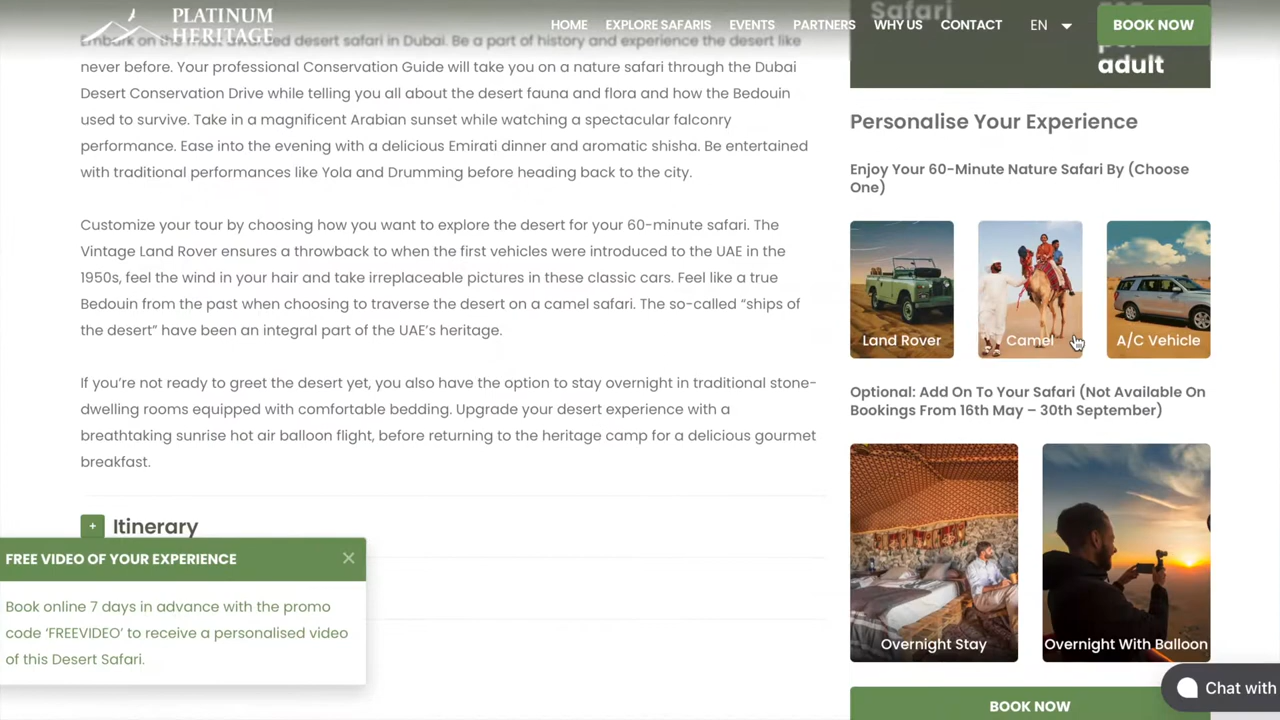 PLATINUM
HERITAGE
HOME EXPLORE SAFARIS EVENTS PARTNERS WHY US CONTACT EN BOOK NOW
Embark on the most awarded desert safari in Dubai. Be a part of history and experience the desert like
never before. Your professional Conservation Guide will take you on a nature safari through the Dubai
Desert Conservation Drive while telling you all about the desert fauna and flora and how the Bedouin
used to survive. Take in a magnificent Arabian sunset while watching a spectacular falconry
performance. Ease into the evening with a delicious Emirati dinner and aromatic shisha. Be entertained
with traditional performances like Yola and Drumming before heading back to the city.
Customize your tour by choosing how you want to explore the desert for your 60-minute safari. The
Vintage Land Rover ensures a throwback to when the first vehicles were introduced to the UAE in the
1950s, feel the wind in your hair and take irreplaceable pictures in these classic cars. Feel like a true
Bedouin from the past when choosing to traverse the desert on a camel safari. The so-called “ships of
the desert” have been an integral part of the UAE’s heritage.
If you’re not ready to greet the desert yet, you also have the option to stay overnight in traditional stone-
dwelling rooms equipped with comfortable bedding. Upgrade your desert experience with a
breathtaking sunrise hot air balloon flight, before returning to the heritage camp for a delicious gourmet
breakfast.
+ Itinerary
FREE VIDEO OF YOUR EXPERIENCE
Book online 7 days in advance with the promo
code ‘FREEVIDEO’ to receive a personalised video
of this Desert Safari.
Safari
adult
Personalise Your Experience
Enjoy Your 60-Minute Nature Safari By (Choose
One)
Land Rover
Camel
A/C Vehicle
Optional: Add On To Your Safari (Not Available On
Bookings From 16th May – 30th September)
Overnight Stay
Overnight With Balloon
BOOK NOW
Chat with